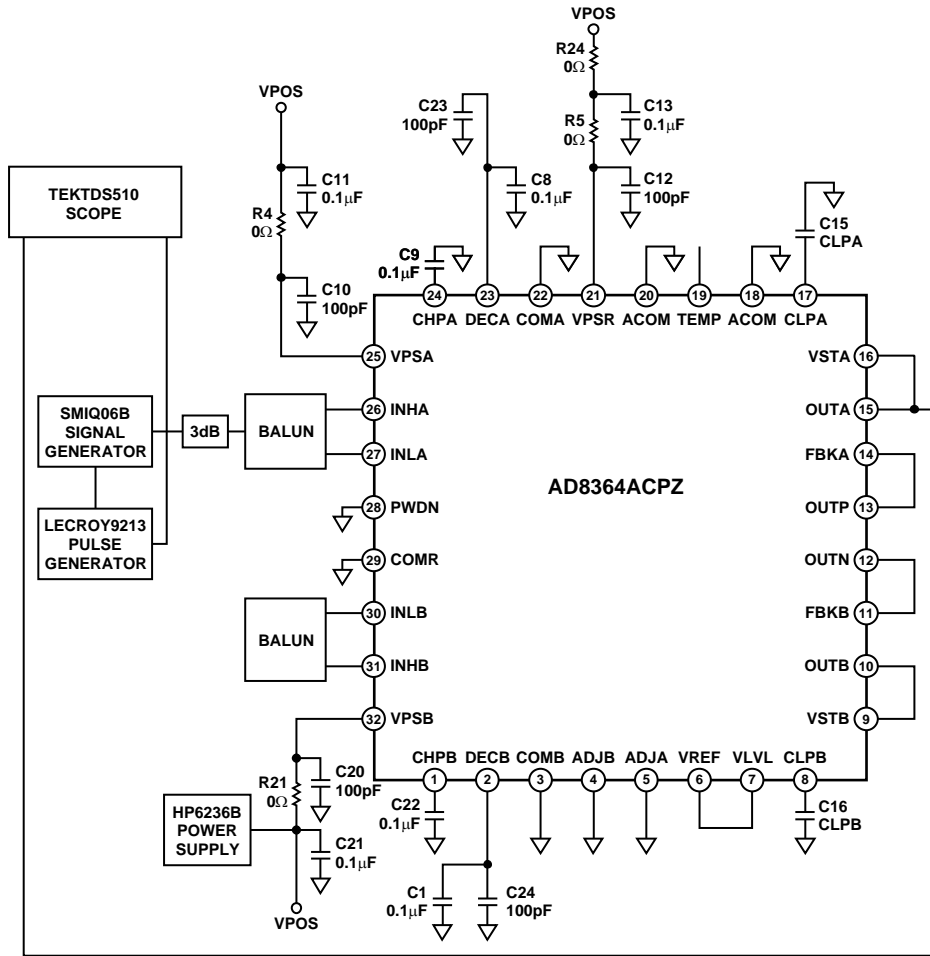 VPOS
R24
0Ω
C13
0.1μF
R5
0Ω
C12
100pF
VPOS
C23
100pF
C8
0.1μF
C11
0.1μF
R4
0Ω
C10
100pF
C9
0.1μF
C15
CLPA
TEKTDS510
SCOPE
24
23
22
21
20
19
18
17
CHPA
DECA
COMA
VPSR
ACOM
TEMP
ACOM
CLPA
25
VPSA
VSTA
16
SMIQ06B
SIGNAL
GENERATOR
3dB
BALUN
26
INHA
OUTA
15
27
INLA
FBKA
14
AD8364ACPZ
LECROY9213
PULSE
GENERATOR
28
PWDN
OUTP
13
29
COMR
OUTN
12
BALUN
30
INLB
FBKB
11
31
INHB
OUTB
10
32
VPSB
VSTB
9
CHPB
DECB
COMB
ADJB
ADJA
VREF
VLVL
CLPB
1
2
3
4
5
6
7
8
R21
0Ω
C20
100pF
HP6236B
POWER
SUPPLY
C21
0.1μF
VPOS
C22
0.1μF
C16
CLPB
C1
0.1μF
C24
100pF